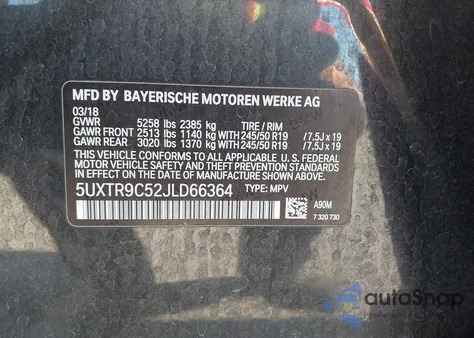 MFD BY BAYERISCHE MOTOREN WERKE AG
03/18
GVWR 5258 lbs 2385 kg TIRE / RIM
GAWR FRONT 2513 lbs 1140 kg WITH 245/50 R19 / 7.5J x 19
GAWR REAR 3020 lbs 1370 kg WITH 245/50 R19 / 7.5J x 19
THIS VEHICLE CONFORMS TO ALL APPLICABLE
FEDERAL MOTOR VEHICLE SAFETY STANDARDS
IN EFFECT ON THE DATE OF MANUFACTURE SHOWN ABOVE.
5UXTR9C52JLD66364 TYPE: MPV
A90M
7 320 730
autoSnap